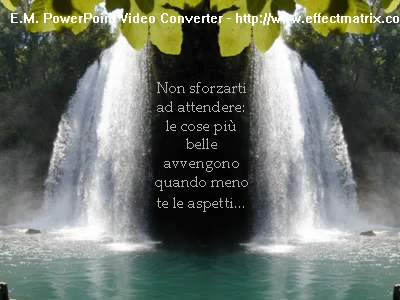 E.M. PowerPoint Video Converter - http://www.effectmatrix.co
Non sforzarti
ad attendere:
le cose più
belle
avvengono
quando meno
te le aspetti...